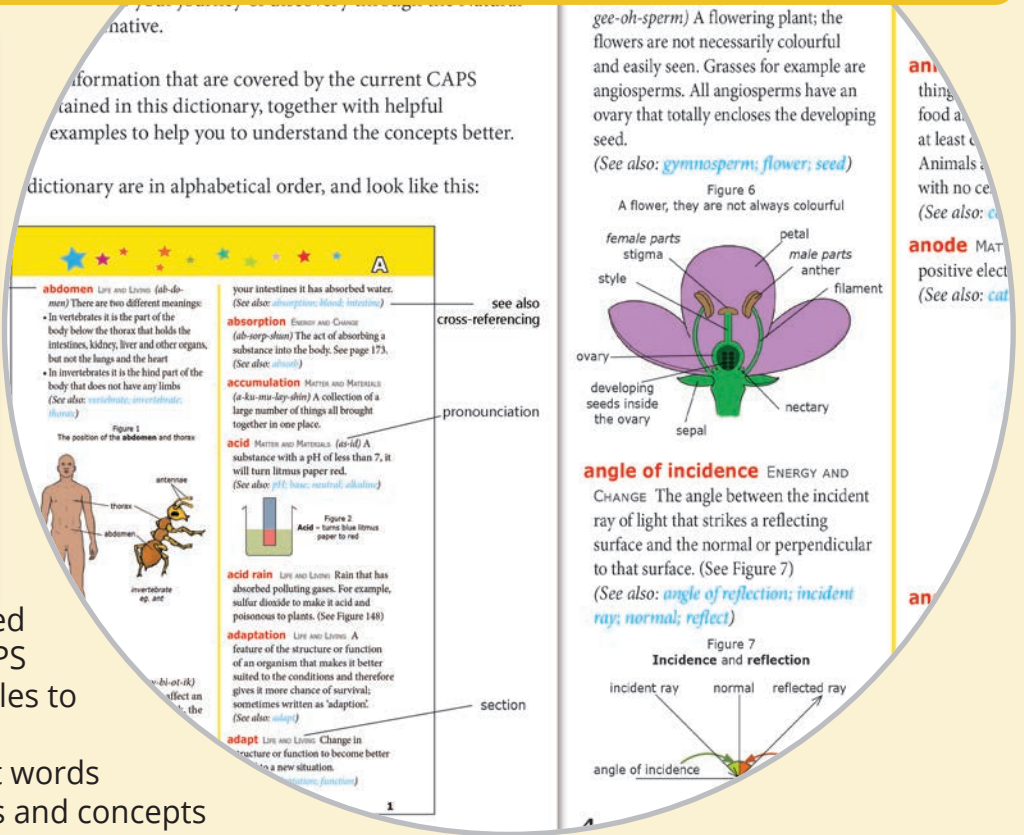 native.
information that are covered by the current CAPS
tained in this dictionary, together with helpful
examples to help you to understand the concepts better.
dictionary are in alphabetical order, and look like this:
A
abdomen LIFE AND LIVING (ab-do-
men) There are two different meanings:
• In vertebrates it is the part of the
body below the thorax that holds the
intestines, kidney, liver and other organs,
but not the lungs and the heart
• In invertebrates it is the hind part of the
body that does not have any limbs
(See also: vertebrate; invertebrate;
thorax)
Figure 1
The position of the abdomen and thorax
antennae
thorax
abdomen
invertebrate
eg. ant
-bi-ot-ik)
affect an
the
your intestines it has absorbed water.
(See also: absorption; blood; intestine)
absorption ENERGY AND CHANGE
(ab-sorp-shun) The act of absorbing a
substance into the body. See page 173.
(See also: absorb)
accumulation MATTER AND MATERIALS
(a-ku-mu-lay-shin) A collection of a
large number of things all brought
together in one place.
acid MATTER AND MATERIALS (as-id) A
substance with a pH of less than 7, it
will turn litmus paper red.
(See also: pH; base; neutral; alkaline)
Figure 2
Acid – turns blue litmus
paper to red
acid rain LIFE AND LIVING Rain that has
absorbed polluting gases. For example,
sulfur dioxide to make it acid and
poisonous to plants. (See Figure 148)
adaptation LIFE AND LIVING A
feature of the structure or function
of an organism that makes it better
suited to the conditions and therefore
gives it more chance of survival;
sometimes written as 'adaption'.
(See also: adapt)
adapt LIFE AND LIVING Change in
structure or function to become better
to a new situation.
function)
1
see also
cross-referencing
pronounciation
section
ed
PS
les to
t words
s and concepts
gee-oh-sperm) A flowering plant; the
flowers are not necessarily colourful
and easily seen. Grasses for example are
angiosperms. All angiosperms have an
ovary that totally encloses the developing
seed.
(See also: gymnosperm; flower; seed)
Figure 6
A flower, they are not always colourful
female parts
stigma
style
petal
male parts
anther
filament
ovary
developing
seeds inside
the ovary
sepal
nectary
angle of incidence ENERGY AND
CHANGE The angle between the incident
ray of light that strikes a reflecting
surface and the normal or perpendicular
to that surface. (See Figure 7)
(See also: angle of reflection; incident
ray; normal; reflect)
Figure 7
Incidence and reflection
incident ray
normal
reflected ray
angle of incidence
an
thing
food a
at least
Animals
with no ce
(See also: c
anode MAT
positive elect
(See also: cat
an